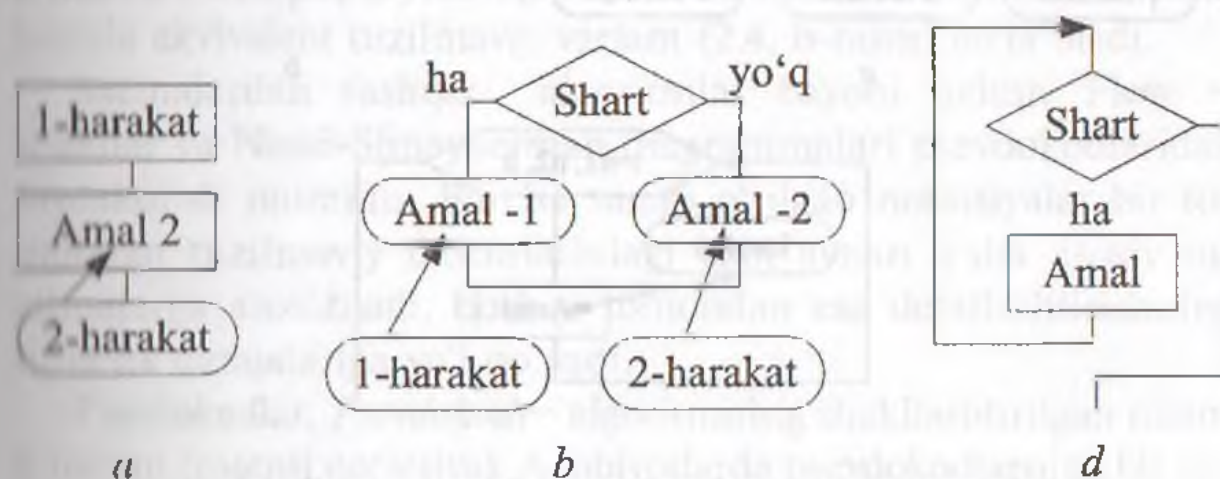 1-harakat
Amal 2
2-harakat
a
ha
Shart
yo‘q
Amal -1
Amal -2
1-harakat
2-harakat
b
Shart
ha
Amal
d